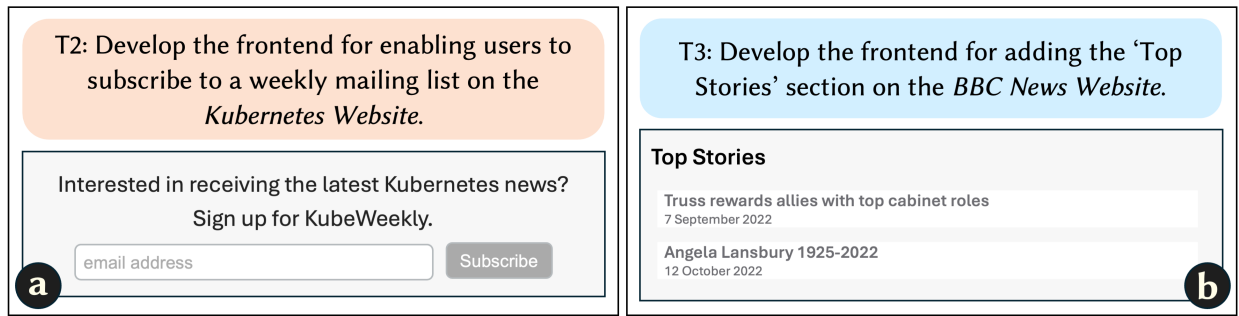 T2: Develop the frontend for enabling users to
subscribe to a weekly mailing list on the
Kubernetes Website.
Interested in receiving the latest Kubernetes news?
Sign up for KubeWeekly.
email address
Subscribe
a
T3: Develop the frontend for adding the ‘Top
Stories’ section on the BBC News Website.
Top Stories
Truss rewards allies with top cabinet roles
7 September 2022
Angela Lansbury 1925-2022
12 October 2022
b